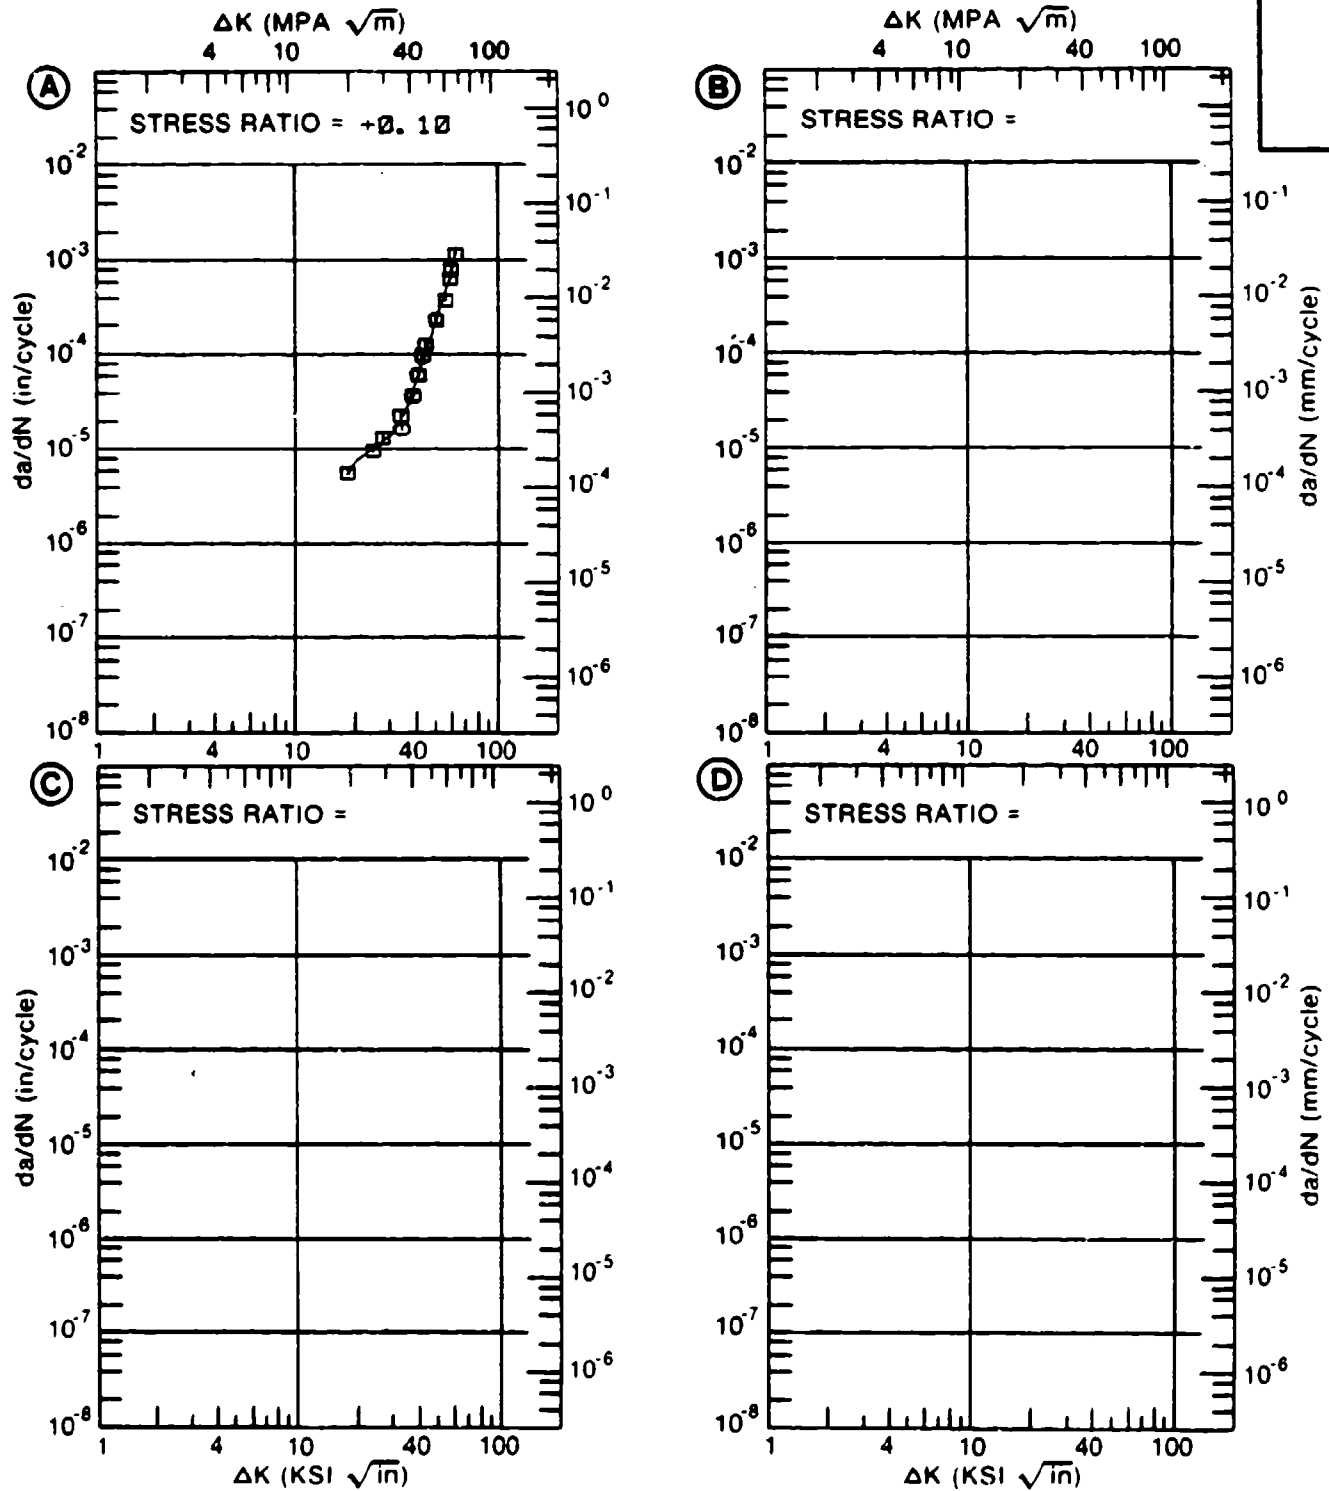 ΔK (MPA √m)
4 10 40 100
ΔK (MPA √m)
4 10 40 100
A
STRESS RATIO = +0.10
10⁻²
10⁻³
10⁻⁴
10⁻⁵
10⁻⁶
10⁻⁷
10⁻⁸
da/dN (in/cycle)
10⁰
10⁻¹
10⁻²
10⁻³
10⁻⁴
10⁻⁵
10⁻⁶
1 4 10 40 100
B
STRESS RATIO =
10⁻²
10⁻³
10⁻⁴
10⁻⁵
10⁻⁶
10⁻⁷
10⁻⁸
10⁻¹
10⁻²
10⁻³
10⁻⁴
10⁻⁵
10⁻⁶
da/dN (mm/cycle)
1 4 10 40 100
C
STRESS RATIO =
10⁻²
10⁻³
10⁻⁴
10⁻⁵
10⁻⁶
10⁻⁷
10⁻⁸
da/dN (in/cycle)
10⁰
10⁻¹
10⁻²
10⁻³
10⁻⁴
10⁻⁵
10⁻⁶
1 4 10 40 100
ΔK (KSI √in)
D
STRESS RATIO =
10⁻²
10⁻³
10⁻⁴
10⁻⁵
10⁻⁶
10⁻⁷
10⁻⁸
10⁰
10⁻¹
10⁻²
10⁻³
10⁻⁴
10⁻⁵
10⁻⁶
da/dN (mm/cycle)
1 4 10 40 100
ΔK (KSI √in)